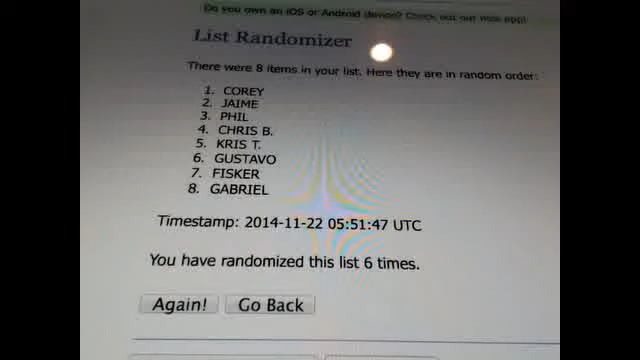 Do you own an iOS or Android device? Check out our new app!
List Randomizer
There were 8 items in your list. Here they are in random order:
1. COREY
2. JAIME
3. PHIL
4. CHRIS B.
5. KRIS T.
6. GUSTAVO
7. FISKER
8. GABRIEL
Timestamp: 2014-11-22 05:51:47 UTC
You have randomized this list 6 times.
Again! Go Back